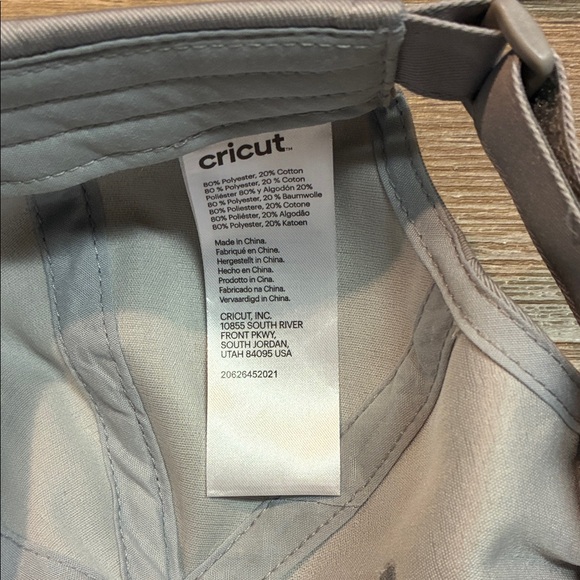 cricut™
80% Polyester, 20% Cotton
80 % Polyester, 20 % Coton
Poliéster 80% y Algodón 20%
80 % Polyester, 20 % Baumwolle
80% Poliestere, 20% Cotone
80% Poliéster, 20% Algodão
80% Polyester, 20% Katoen
Made in China.
Fabriqué en Chine.
Hergestellt in China.
Hecho en China.
Prodotto in Cina.
Fabricado na China.
Vervaardigd in China.
CRICUT, INC.
10855 SOUTH RIVER
FRONT PKWY,
SOUTH JORDAN,
UTAH 84095 USA
20626452021